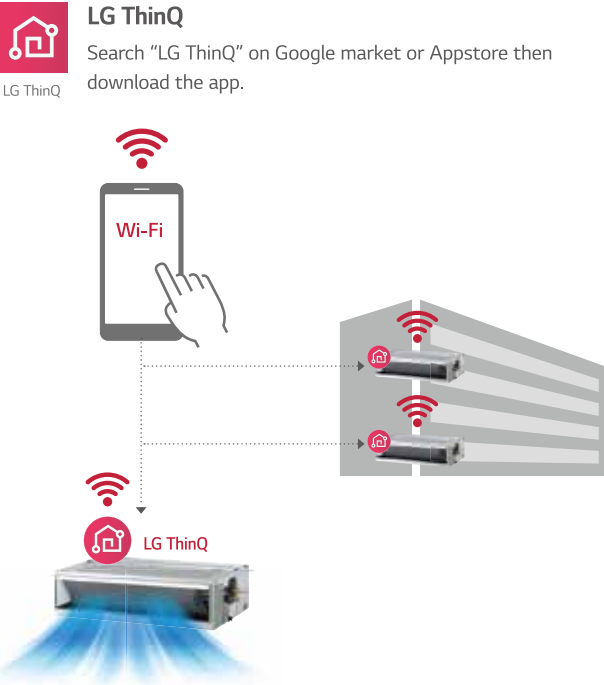 LG ThinQ
Search “LG ThinQ” on Google market or Appstore then
download the app.
LG ThinQ
Wi-Fi
LG ThinQ